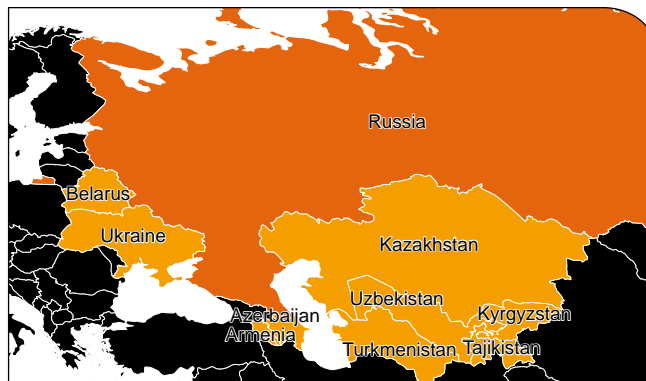 Russia
Belarus
Ukraine
Kazakhstan
Uzbekistan
Azerbaijan
Kyrgyzstan
Armenia
Turkmenistan
Tajikistan